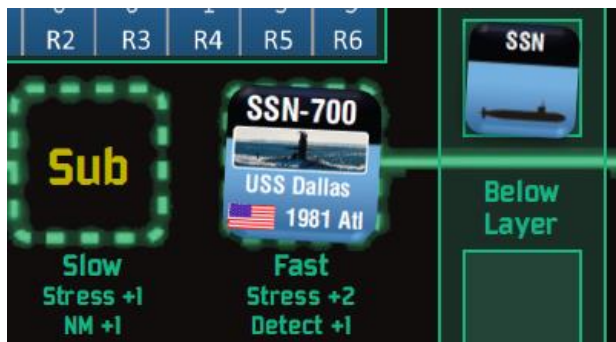 R2 R3 R4 R5 R6
SSN
SSN-700
Sub
USS Dallas
1981 Atl
Below
Layer
Slow
Fast
Stress +1
Stress +2
NM +1
Detect +1